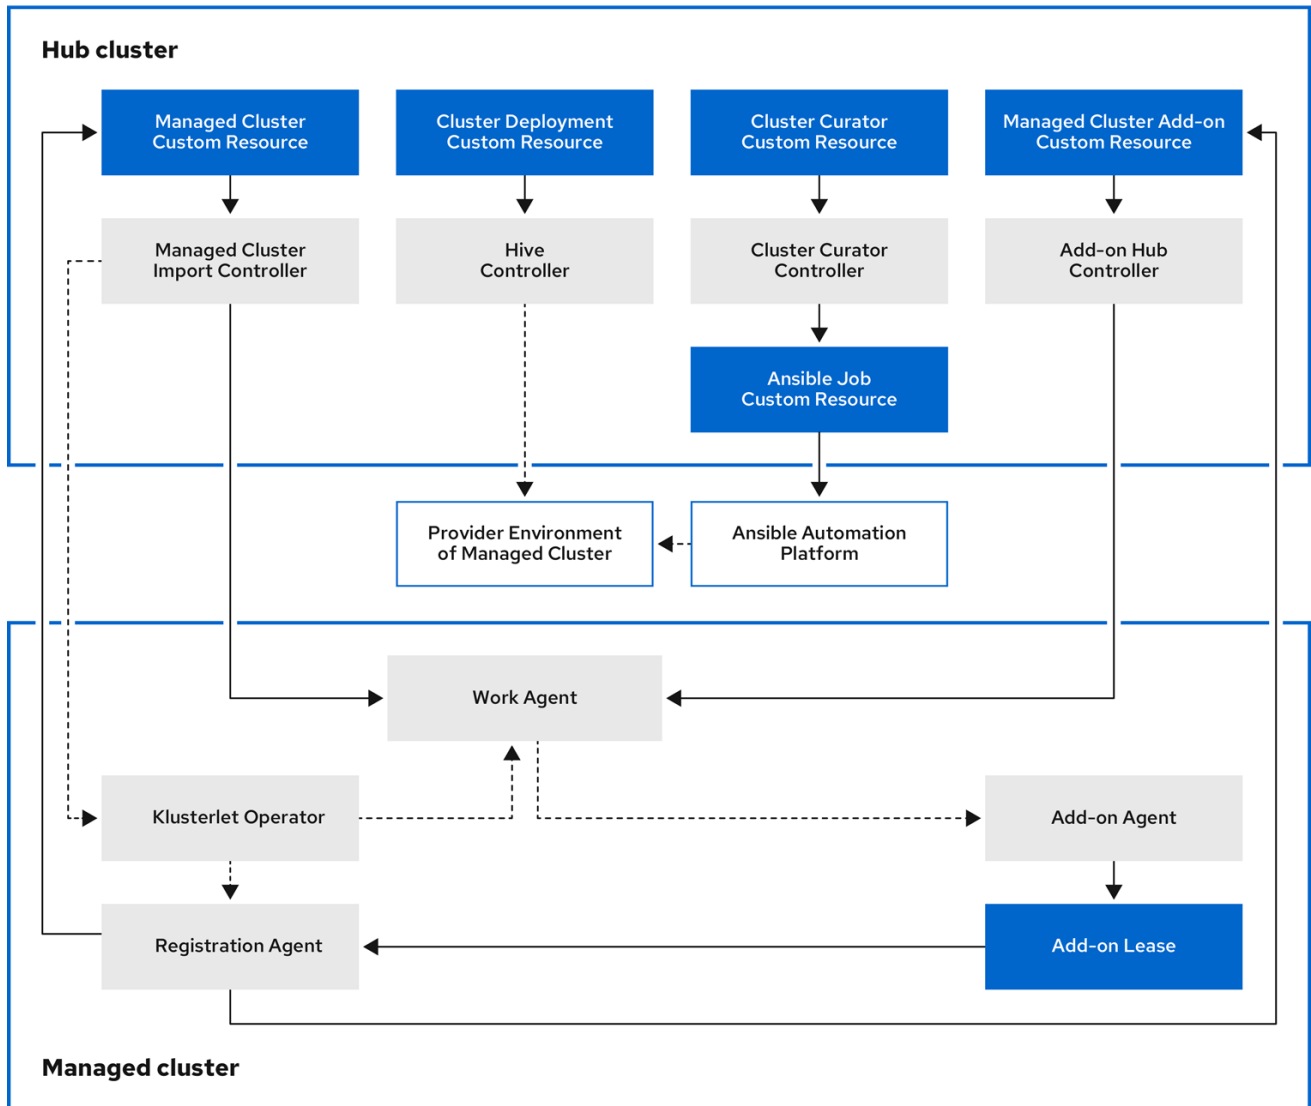 Hub cluster
Managed Cluster
Custom Resource
Cluster Deployment
Custom Resource
Cluster Curator
Custom Resource
Managed Cluster Add-on
Custom Resource
Managed Cluster
Import Controller
Hive
Controller
Cluster Curator
Controller
Add-on Hub
Controller
Ansible Job
Custom Resource
Provider Environment
of Managed Cluster
Ansible Automation
Platform
Work Agent
Klusterlet Operator
Add-on Agent
Registration Agent
Add-on Lease
Managed cluster